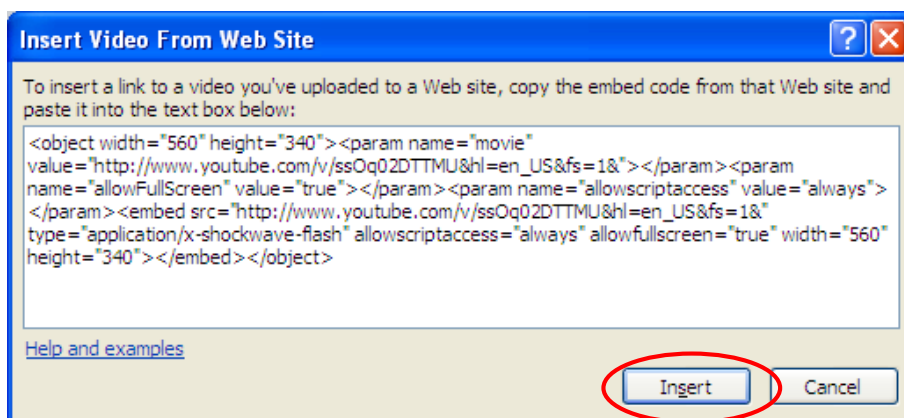 Insert Video From Web Site
To insert a link to a video you've uploaded to a Web site, copy the embed code from that Web site and
paste it into the text box below:
<object width="560" height="340"><param name="movie"
value="http://www.youtube.com/v/ssOq02DTTMU&hl=en_US&fs=1&"></param><param
name="allowFullScreen" value="true"></param><param name="allowscriptaccess" value="always">
</param><embed src="http://www.youtube.com/v/ssOq02DTTMU&hl=en_US&fs=1&"
type="application/x-shockwave-flash" allowscriptaccess="always" allowfullscreen="true" width="560"
height="340"></embed></object>
Help and examples
Insert Cancel